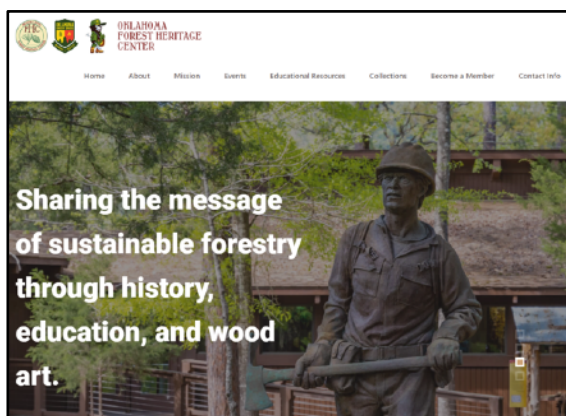 OKLAHOMA
FOREST HERITAGE
CENTER
Home About Mission Events Educational Resources Collections Become a Member Contact Info
Sharing the message
of sustainable forestry
through history,
education, and wood
art.